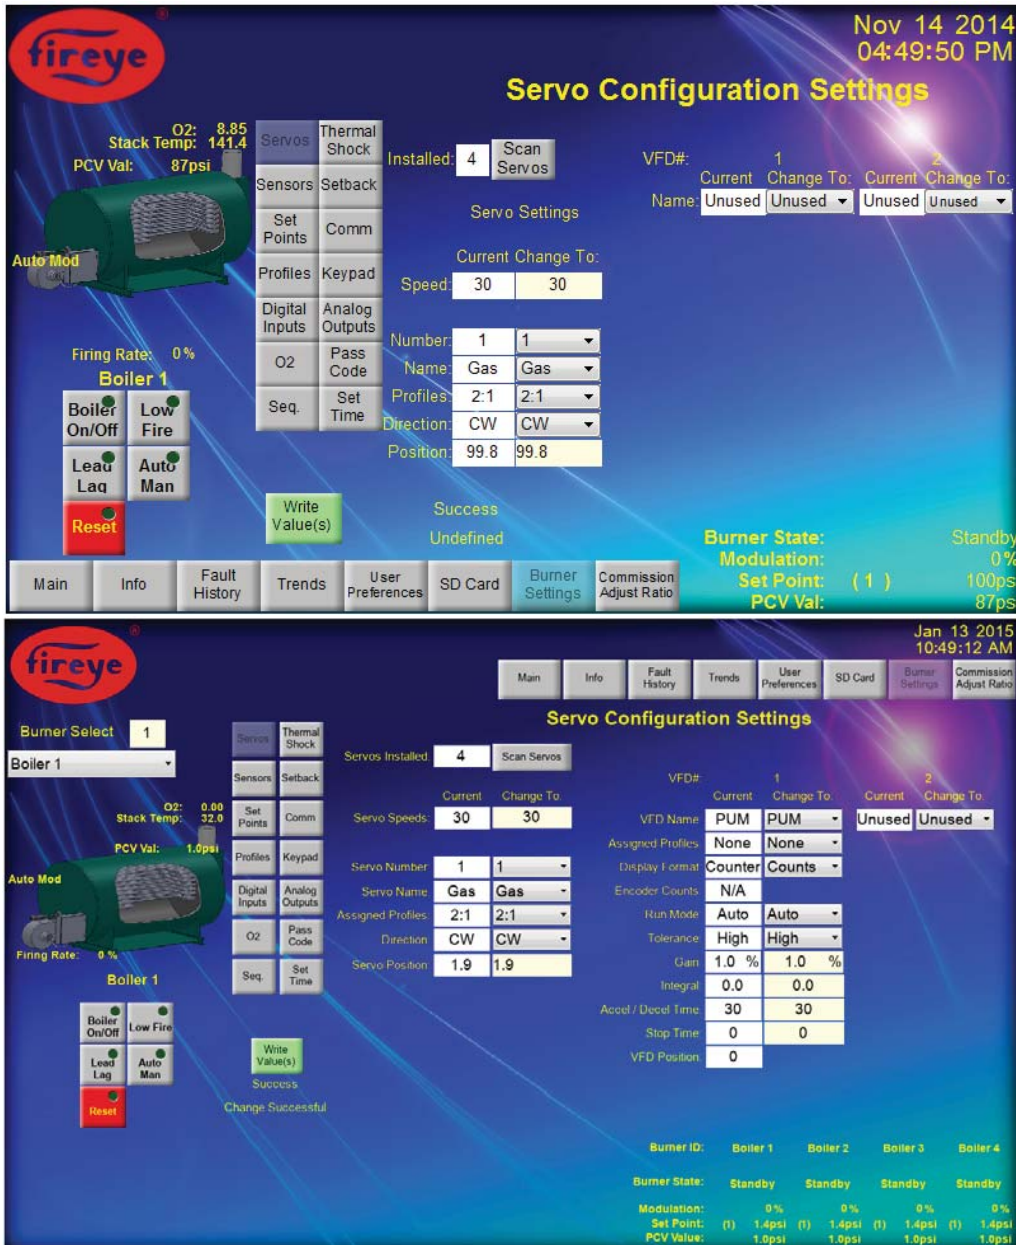 fireye ®
Nov 14 2014
04:49:50 PM
Servo Configuration Settings
O2: 8.85
Stack Temp: 141.4
PCV Val: 87psi
Auto Mod
Firing Rate: 0 %
Boiler 1
Boiler On/Off
Low Fire
Lead Lag
Auto Man
Reset
Servos
Thermal Shock
Sensors
Setback
Set Points
Comm
Profiles
Keypad
Digital Inputs
Analog Outputs
O2
Pass Code
Seq.
Set Time
Write Value(s)
Installed: 4 Scan Servos
Servo Settings
Current Change To:
Speed: 30 30
Number: 1 1
Name: Gas Gas
Profiles: 2:1 2:1
Direction: CW CW
Position: 99.8 99.8
Success
Undefined
VFD#: 1 2
Current Change To: Current Change To:
Name: Unused Unused Unused Unused
Burner State: Standby
Modulation: 0%
Set Point: ( 1 ) 100ps
PCV Val: 87ps
Main
Info
Fault History
Trends
User Preferences
SD Card
Burner Settings
Commission Adjust Ratio
fireye ®
Jan 13 2015
10:49:12 AM
Main
Info
Fault History
Trends
User Preferences
SD Card
Burner Settings
Commission Adjust Ratio
Servo Configuration Settings
Burner Select 1
Boiler 1
O2: 0.00
Stack Temp: 32.0
PCV Val: 1.0psi
Auto Mod
Firing Rate: 0 %
Boiler 1
Boiler On/Off
Low Fire
Lead Lag
Auto Man
Reset
Servos
Thermal Shock
Sensors
Setback
Set Points
Comm
Profiles
Keypad
Digital Inputs
Analog Outputs
O2
Pass Code
Seq.
Set Time
Write Value(s)
Success
Change Successful
Servos Installed: 4 Scan Servos
Current Change To:
Servo Speeds: 30 30
Servo Number 1 1
Servo Name Gas Gas
Assigned Profiles: 2:1 2:1
Direction CW CW
Servo Position 1.9 1.9
VFD# 1 2
Current Change To: Current Change To:
VFD Name PUM PUM Unused Unused
Assigned Profiles None None
Display Format Counter Counts
Encoder Counts N/A
Run Mode Auto Auto
Tolerance High High
Gain 1.0 % 1.0 %
Integral 0.0 0.0
Accel / Decel Time 30 30
Stop Time 0 0
VFD Position 0
Burner ID: Boiler 1 Boiler 2 Boiler 3 Boiler 4
Burner State: Standby Standby Standby Standby
Modulation: 0% 0% 0% 0%
Set Point: (1) 1.4psi (1) 1.4psi (1) 1.4psi (1) 1.4psi
PCV Value: 1.0psi 1.0psi 1.0psi 1.0psi